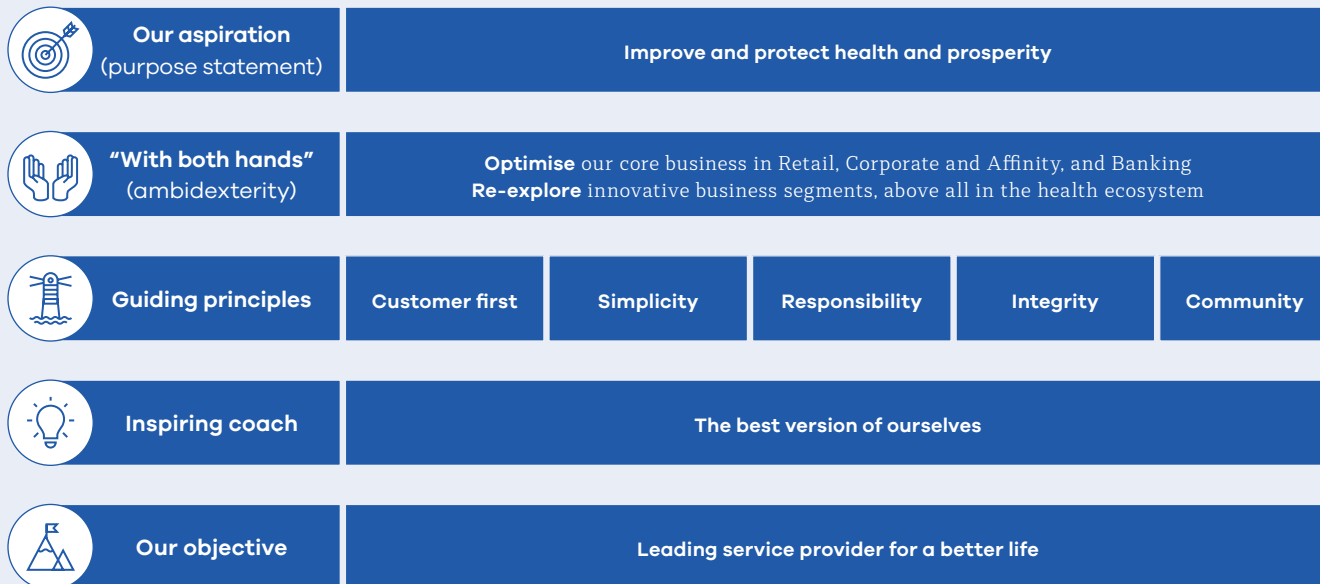 Our aspiration
(purpose statement)
Improve and protect health and prosperity
“With both hands”
(ambidexterity)
Optimise our core business in Retail, Corporate and Affinity, and Banking
Re-explore innovative business segments, above all in the health ecosystem
Guiding principles
Customer first
Simplicity
Responsibility
Integrity
Community
Inspiring coach
The best version of ourselves
Our objective
Leading service provider for a better life